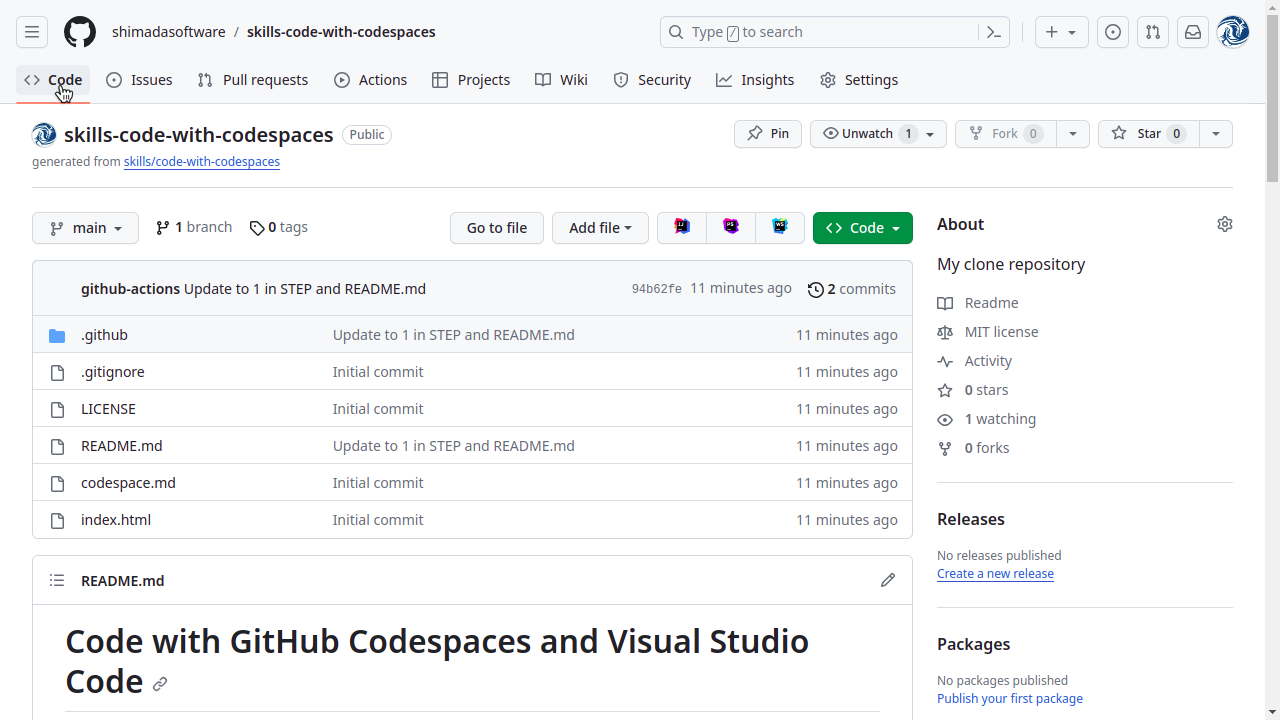 shimadasoftware / skills-code-with-codespaces
Type / to search
Code Issues Pull requests Actions Projects Wiki Security Insights Settings
skills-code-with-codespaces Public
Pin Unwatch 1 Fork 0 Star 0
generated from skills/code-with-codespaces
main 1 branch 0 tags Go to file Add file Code
github-actions Update to 1 in STEP and README.md 94b62fe 11 minutes ago 2 commits
.github Update to 1 in STEP and README.md 11 minutes ago
.gitignore Initial commit 11 minutes ago
LICENSE Initial commit 11 minutes ago
README.md Update to 1 in STEP and README.md 11 minutes ago
codespace.md Initial commit 11 minutes ago
index.html Initial commit 11 minutes ago
README.md
Code with GitHub Codespaces and Visual Studio
Code
About
My clone repository
Readme
MIT license
Activity
0 stars
1 watching
0 forks
Releases
No releases published
Create a new release
Packages
No packages published
Publish your first package